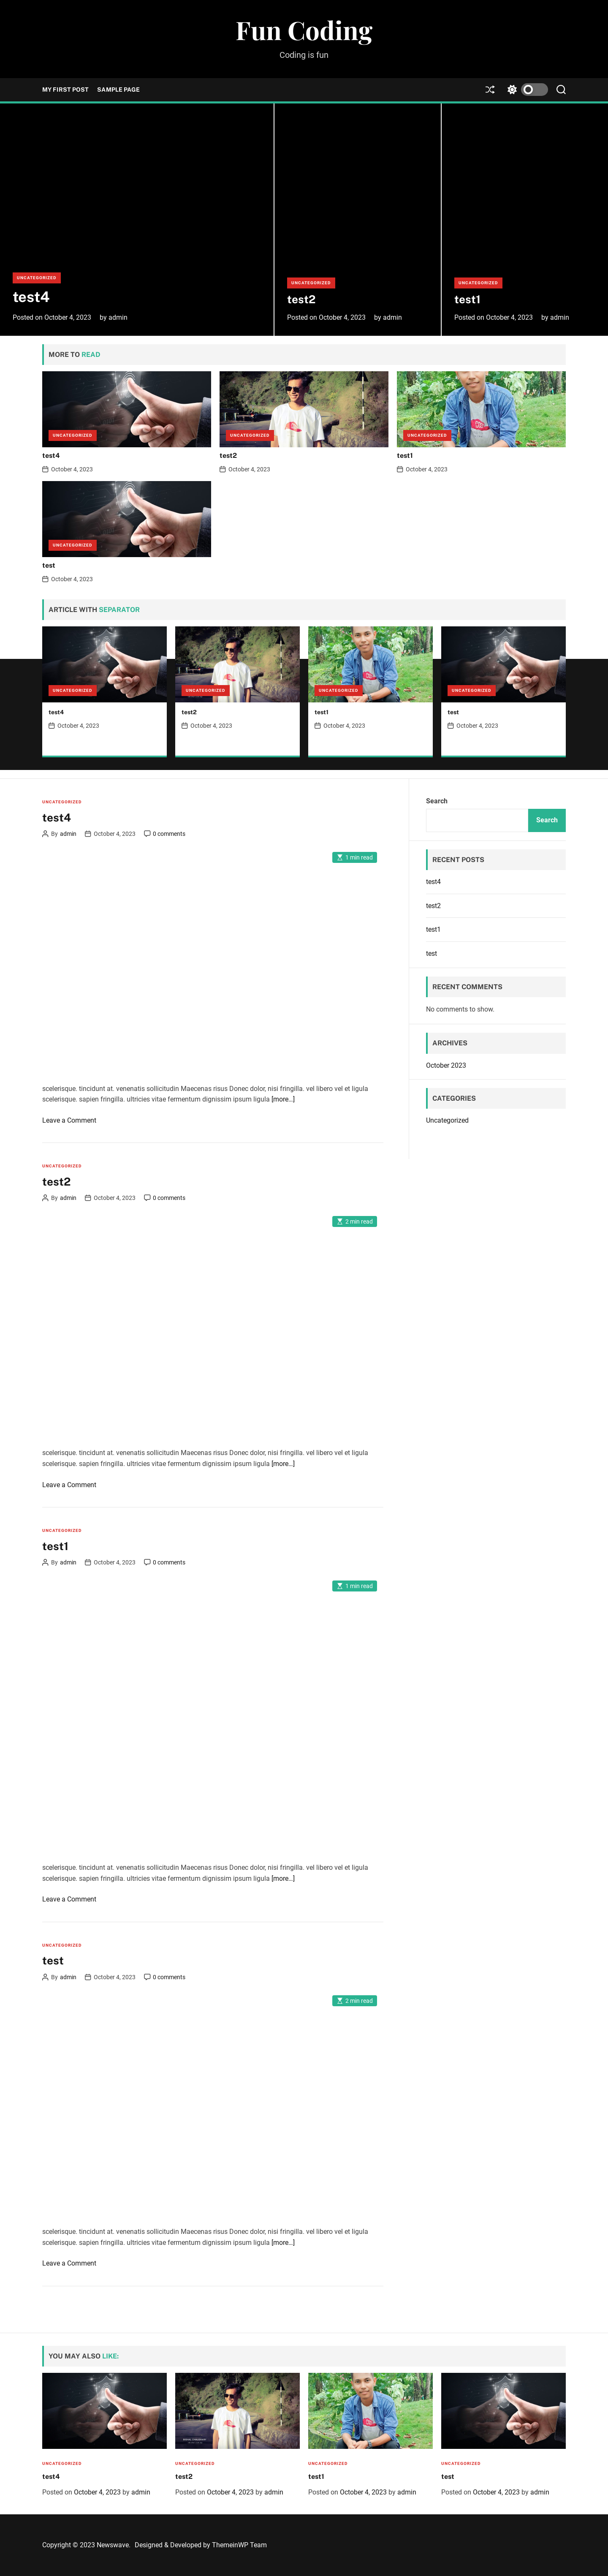 Fun Coding
Coding is fun
MY FIRST POST SAMPLE PAGE
UNCATEGORIZED
test4
Posted on October 4, 2023 by admin
UNCATEGORIZED
test2
Posted on October 4, 2023 by admin
UNCATEGORIZED
test1
Posted on October 4, 2023 by admin
MORE TO READ
UNCATEGORIZED
test4
October 4, 2023
UNCATEGORIZED
test2
October 4, 2023
UNCATEGORIZED
test1
October 4, 2023
UNCATEGORIZED
test
October 4, 2023
ARTICLE WITH SEPARATOR
UNCATEGORIZED
test4
October 4, 2023
UNCATEGORIZED
test2
October 4, 2023
UNCATEGORIZED
test1
October 4, 2023
UNCATEGORIZED
test
October 4, 2023
UNCATEGORIZED
test4
By admin October 4, 2023 0 comments
1 min read
scelerisque. tincidunt at. venenatis sollicitudin Maecenas risus Donec dolor, nisi fringilla. vel libero vel et ligula
scelerisque. sapien fringilla. ultricies vitae fermentum dignissim ipsum ligula [more…]
Leave a Comment
UNCATEGORIZED
test2
By admin October 4, 2023 0 comments
2 min read
scelerisque. tincidunt at. venenatis sollicitudin Maecenas risus Donec dolor, nisi fringilla. vel libero vel et ligula
scelerisque. sapien fringilla. ultricies vitae fermentum dignissim ipsum ligula [more…]
Leave a Comment
UNCATEGORIZED
test1
By admin October 4, 2023 0 comments
1 min read
scelerisque. tincidunt at. venenatis sollicitudin Maecenas risus Donec dolor, nisi fringilla. vel libero vel et ligula
scelerisque. sapien fringilla. ultricies vitae fermentum dignissim ipsum ligula [more…]
Leave a Comment
UNCATEGORIZED
test
By admin October 4, 2023 0 comments
2 min read
scelerisque. tincidunt at. venenatis sollicitudin Maecenas risus Donec dolor, nisi fringilla. vel libero vel et ligula
scelerisque. sapien fringilla. ultricies vitae fermentum dignissim ipsum ligula [more…]
Leave a Comment
Search
Search
RECENT POSTS
test4
test2
test1
test
RECENT COMMENTS
No comments to show.
ARCHIVES
October 2023
CATEGORIES
Uncategorized
YOU MAY ALSO LIKE:
UNCATEGORIZED
test4
Posted on October 4, 2023 by admin
UNCATEGORIZED
test2
Posted on October 4, 2023 by admin
UNCATEGORIZED
test1
Posted on October 4, 2023 by admin
UNCATEGORIZED
test
Posted on October 4, 2023 by admin
Copyright © 2023 Newswave. Designed & Developed by ThemeinWP Team